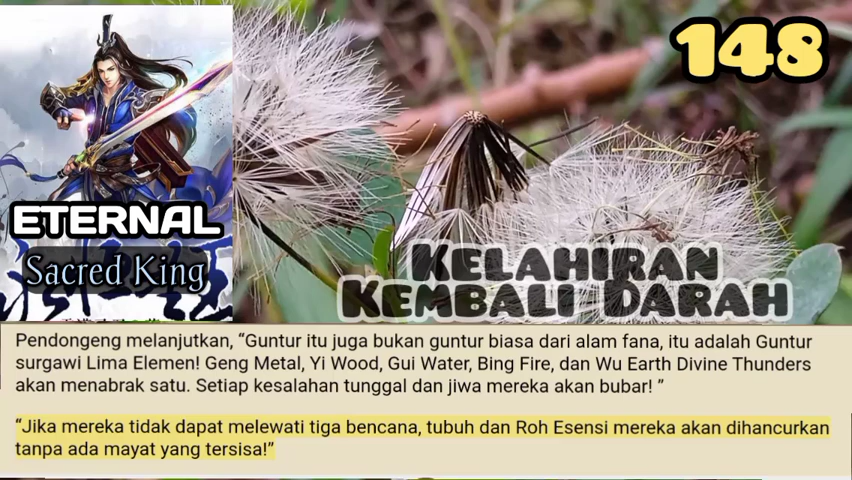 148
ETERNAL
Sacred King
KELAHIRAN
KEMBALI DARAH
Pendongeng melanjutkan, “Guntur itu juga bukan guntur biasa dari alam fana, itu adalah Guntur
surgawi Lima Elemen! Geng Metal, Yi Wood, Gui Water, Bing Fire, dan Wu Earth Divine Thunders
akan menabrak satu. Setiap kesalahan tunggal dan jiwa mereka akan bubar! ”
“Jika mereka tidak dapat melewati tiga bencana, tubuh dan Roh Esensi mereka akan dihancurkan
tanpa ada mayat yang tersisa!”